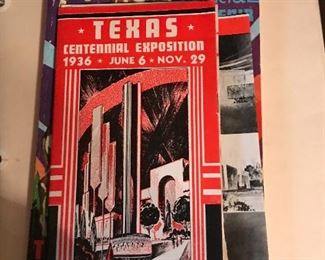 ★ TEXAS ★
CENTENNIAL EXPOSITION
1936 ★ JUNE 6 ★ NOV. 29